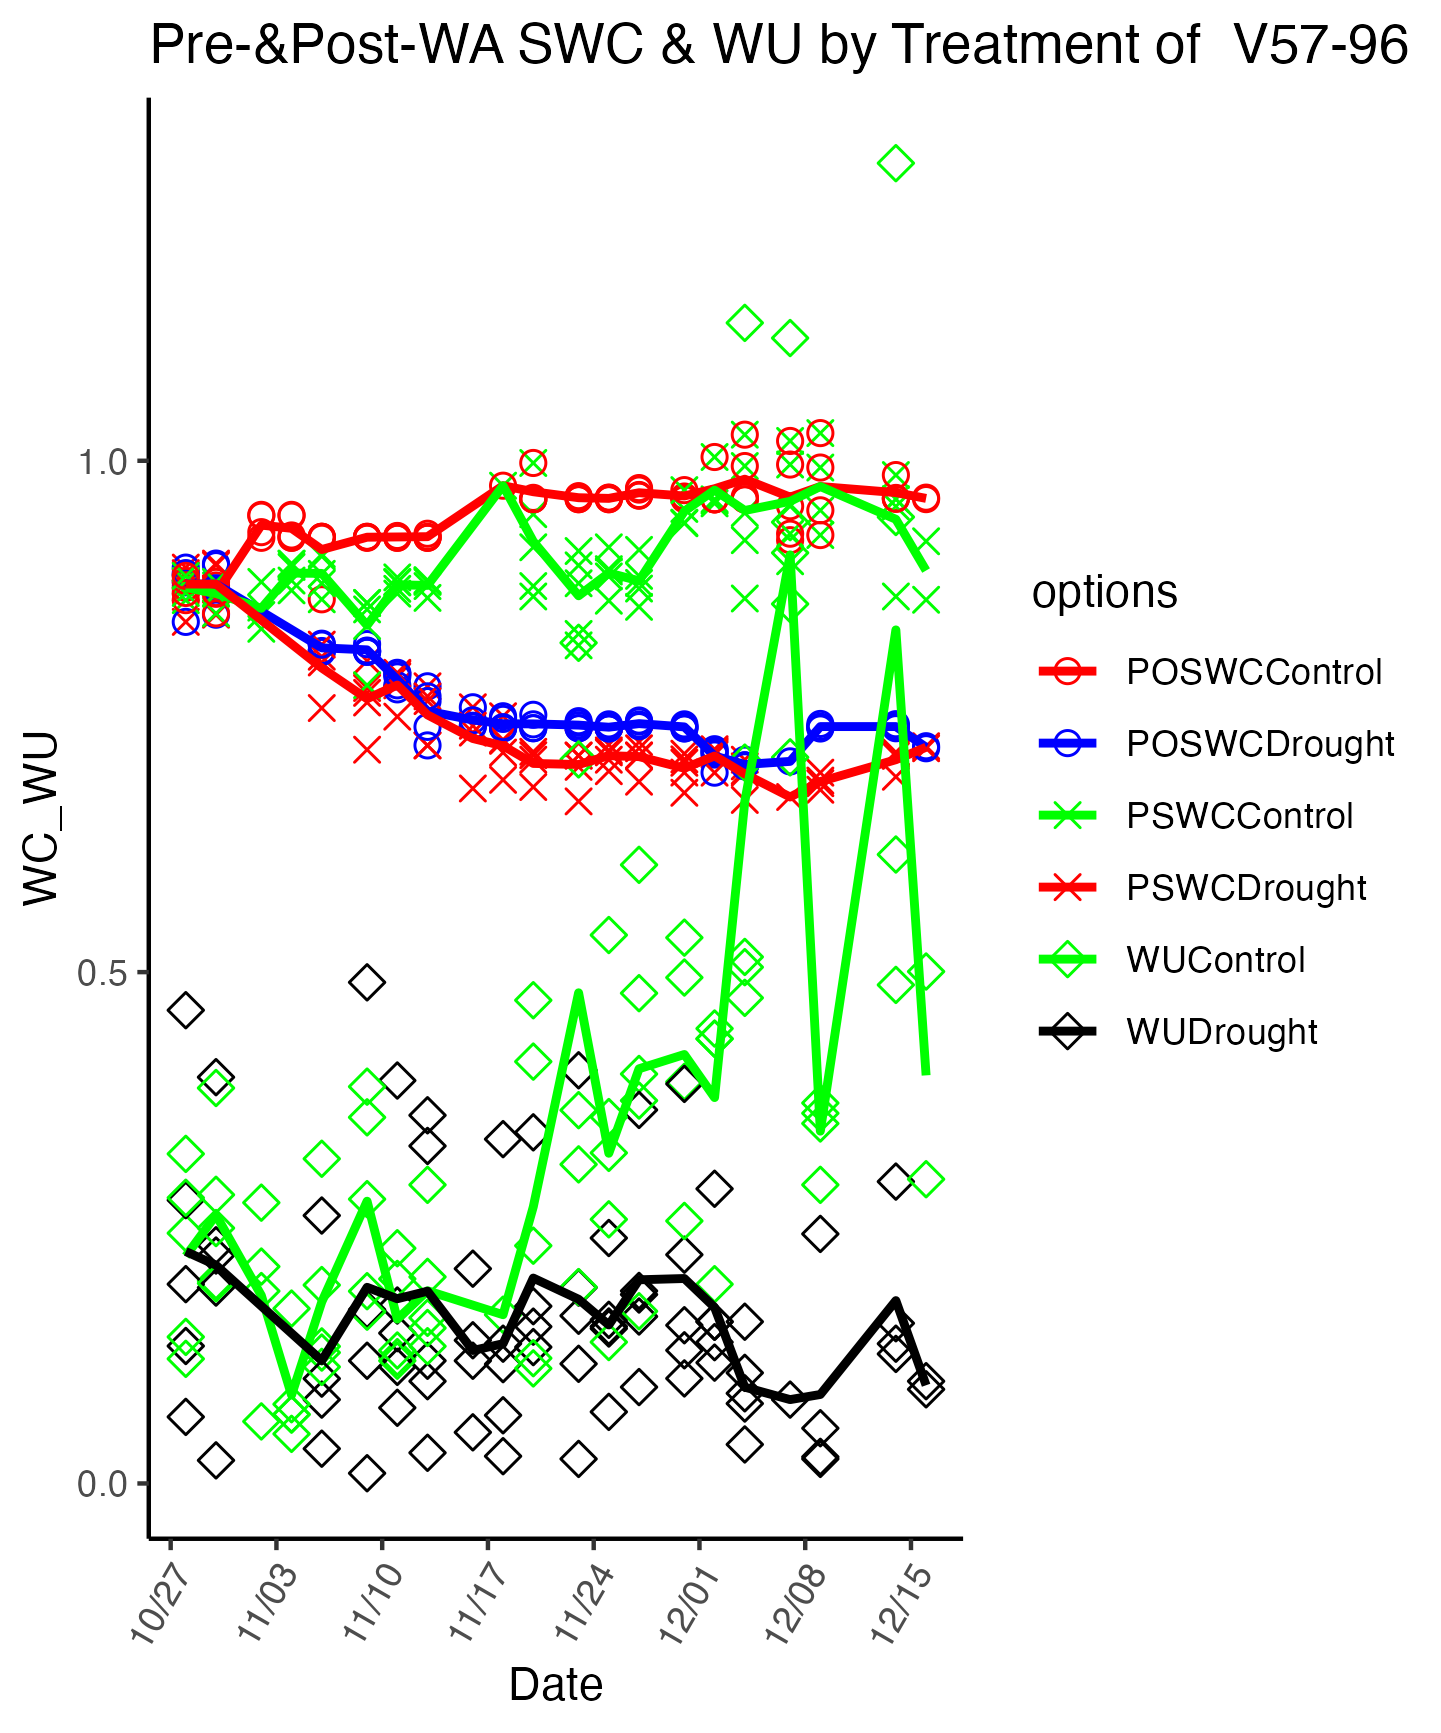 Pre-&Post-WA SWC & WU by Treatment of  V57-96
WC_WU
1.0
0.5
0.0
10/27
11/03
11/10
11/17
11/24
12/01
12/08
12/15
Date
options
POSWCControl
POSWCDrought
PSWCControl
PSWCDrought
WUControl
WUDrought